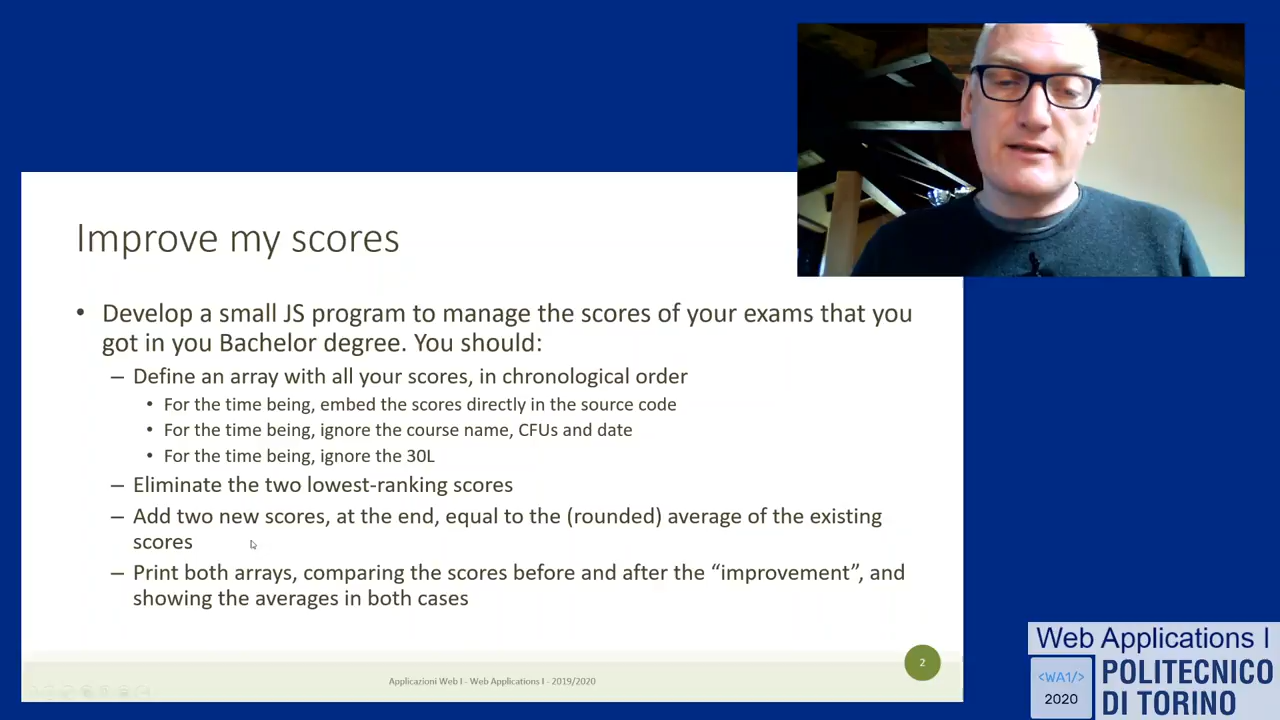 Improve my scores
• Develop a small JS program to manage the scores of your exams that you
got in you Bachelor degree. You should:
– Define an array with all your scores, in chronological order
• For the time being, embed the scores directly in the source code
• For the time being, ignore the course name, CFUs and date
• For the time being, ignore the 30L
– Eliminate the two lowest-ranking scores
– Add two new scores, at the end, equal to the (rounded) average of the existing
scores
– Print both arrays, comparing the scores before and after the “improvement”, and
showing the averages in both cases
2
Applicazioni Web I - Web Applications I - 2019/2020
Web Applications I
<WA1/>
2020
POLITECNICO
DI TORINO